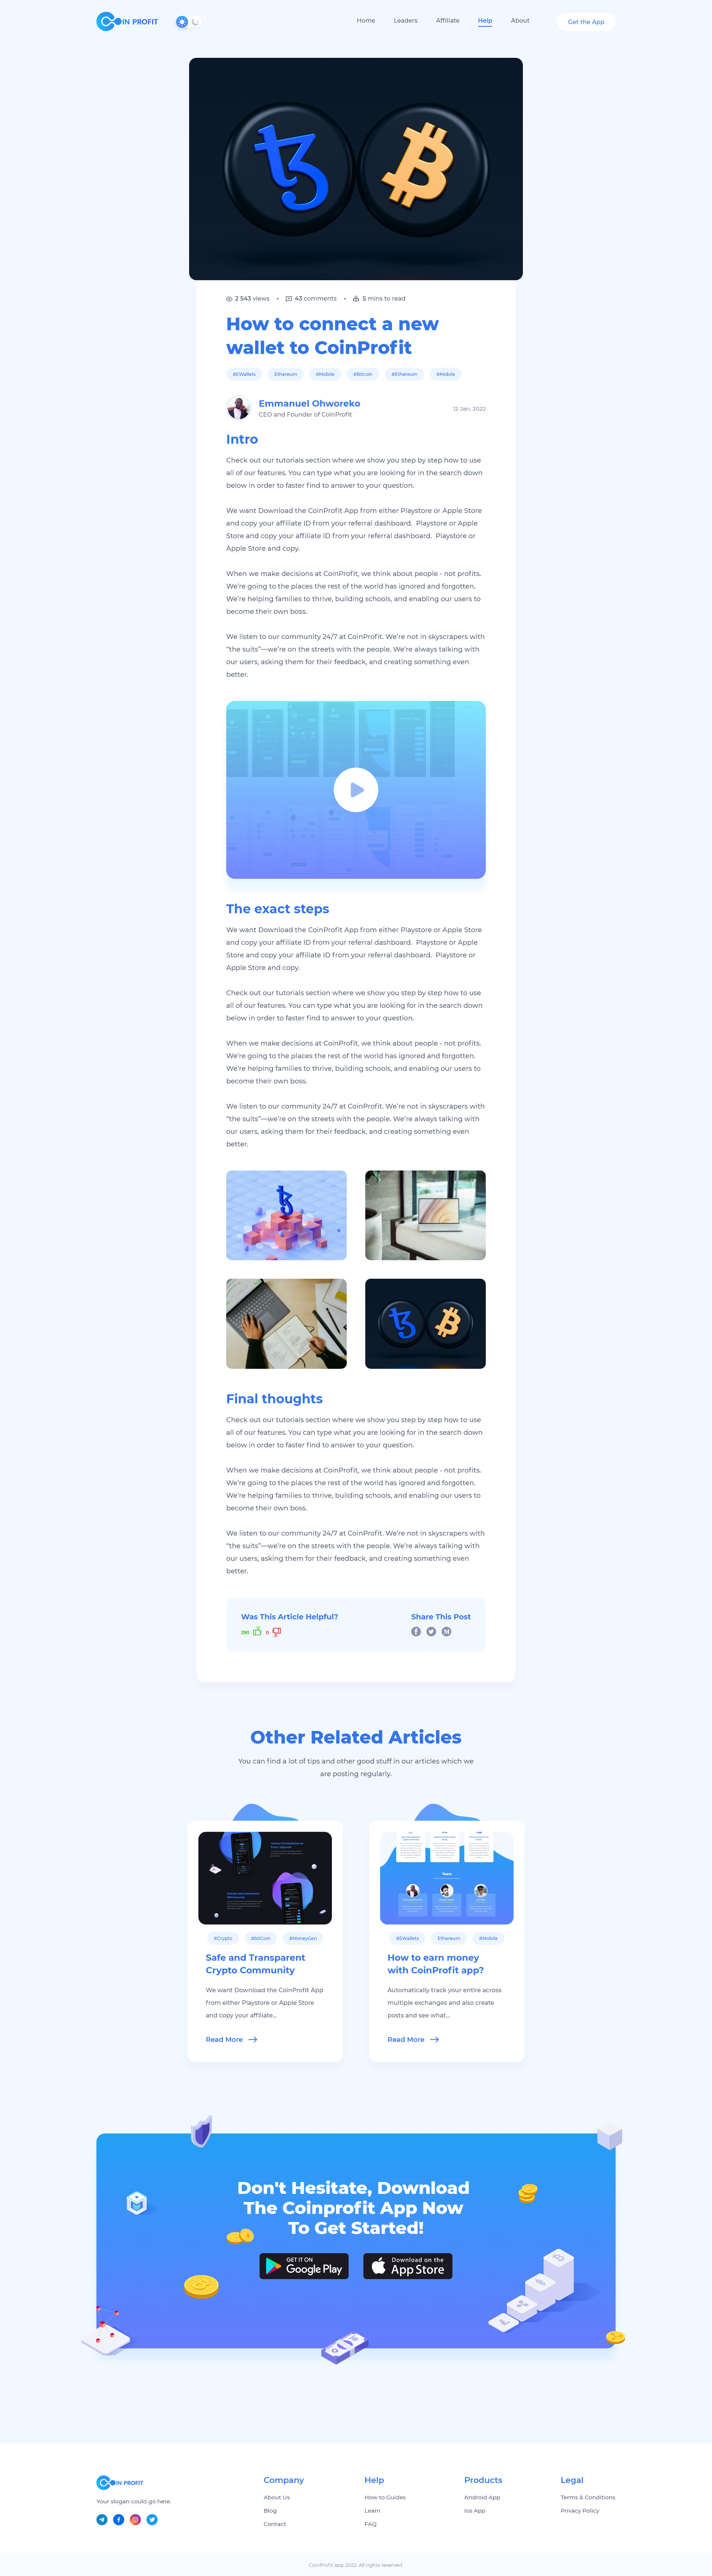 IN PROFIT
Home
Leaders
Affiliate
Help
About
Get the App
2 543 views
43 comments
5 mins to read
How to connect a new
wallet to CoinProfit
#EWallets
Ethereum
#Mobile
#Bitcoin
#Ethereum
#Mobile
Emmanuel Ohworeko
CEO and Founder of CoinProfit
12 Jan, 2022
Intro
Check out our tutorials section where we show you step by step how to use
all of our features. You can type what you are looking for in the search down
below in order to faster find to answer to your question.
We want Download the CoinProfit App from either Playstore or Apple Store
and copy your affiliate ID from your referral dashboard.  Playstore or Apple
Store and copy your affiliate ID from your referral dashboard.  Playstore or
Apple Store and copy.
When we make decisions at CoinProfit, we think about people - not profits.
We're going to the places the rest of the world has ignored and forgotten.
We're helping families to thrive, building schools, and enabling our users to
become their own boss.
We listen to our community 24/7 at CoinProfit. We're not in skyscrapers with
“the suits”—we're on the streets with the people. We're always talking with
our users, asking them for their feedback, and creating something even
better.
The exact steps
We want Download the CoinProfit App from either Playstore or Apple Store
and copy your affiliate ID from your referral dashboard.  Playstore or Apple
Store and copy your affiliate ID from your referral dashboard.  Playstore or
Apple Store and copy.
Check out our tutorials section where we show you step by step how to use
all of our features. You can type what you are looking for in the search down
below in order to faster find to answer to your question.
When we make decisions at CoinProfit, we think about people - not profits.
We're going to the places the rest of the world has ignored and forgotten.
We're helping families to thrive, building schools, and enabling our users to
become their own boss.
We listen to our community 24/7 at CoinProfit. We're not in skyscrapers with
“the suits”—we're on the streets with the people. We're always talking with
our users, asking them for their feedback, and creating something even
better.
Final thoughts
Check out our tutorials section where we show you step by step how to use
all of our features. You can type what you are looking for in the search down
below in order to faster find to answer to your question.
When we make decisions at CoinProfit, we think about people - not profits.
We're going to the places the rest of the world has ignored and forgotten.
We're helping families to thrive, building schools, and enabling our users to
become their own boss.
We listen to our community 24/7 at CoinProfit. We're not in skyscrapers with
“the suits”—we're on the streets with the people. We're always talking with
our users, asking them for their feedback, and creating something even
better.
Was This Article Helpful?
290
0
Share This Post
Other Related Articles
You can find a lot of tips and other good stuff in our articles which we
are posting regularly.
#Crypto
#bitCoin
#MoneyGen
Safe and Transparent
Crypto Community
We want Download the CoinProfit App
from either Playstore or Apple Store
and copy your affiliate...
Read More
Team
#EWallets
Ethereum
#Mobile
How to earn money
with CoinProfit app?
Automatically track your entire across
multiple exchanges and also create
posts and see what...
Read More
Don't Hesitate, Download
The Coinprofit App Now
To Get Started!
GET IT ON
Google Play
Download on the
App Store
IN PROFIT
Your slogan could go here.
Company
About Us
Blog
Contact
Help
How to Guides
Learn
FAQ
Products
Android App
Ios App
Legal
Terms & Conditions
Privacy Policy
CoinProfit app 2022. All rights reserved.